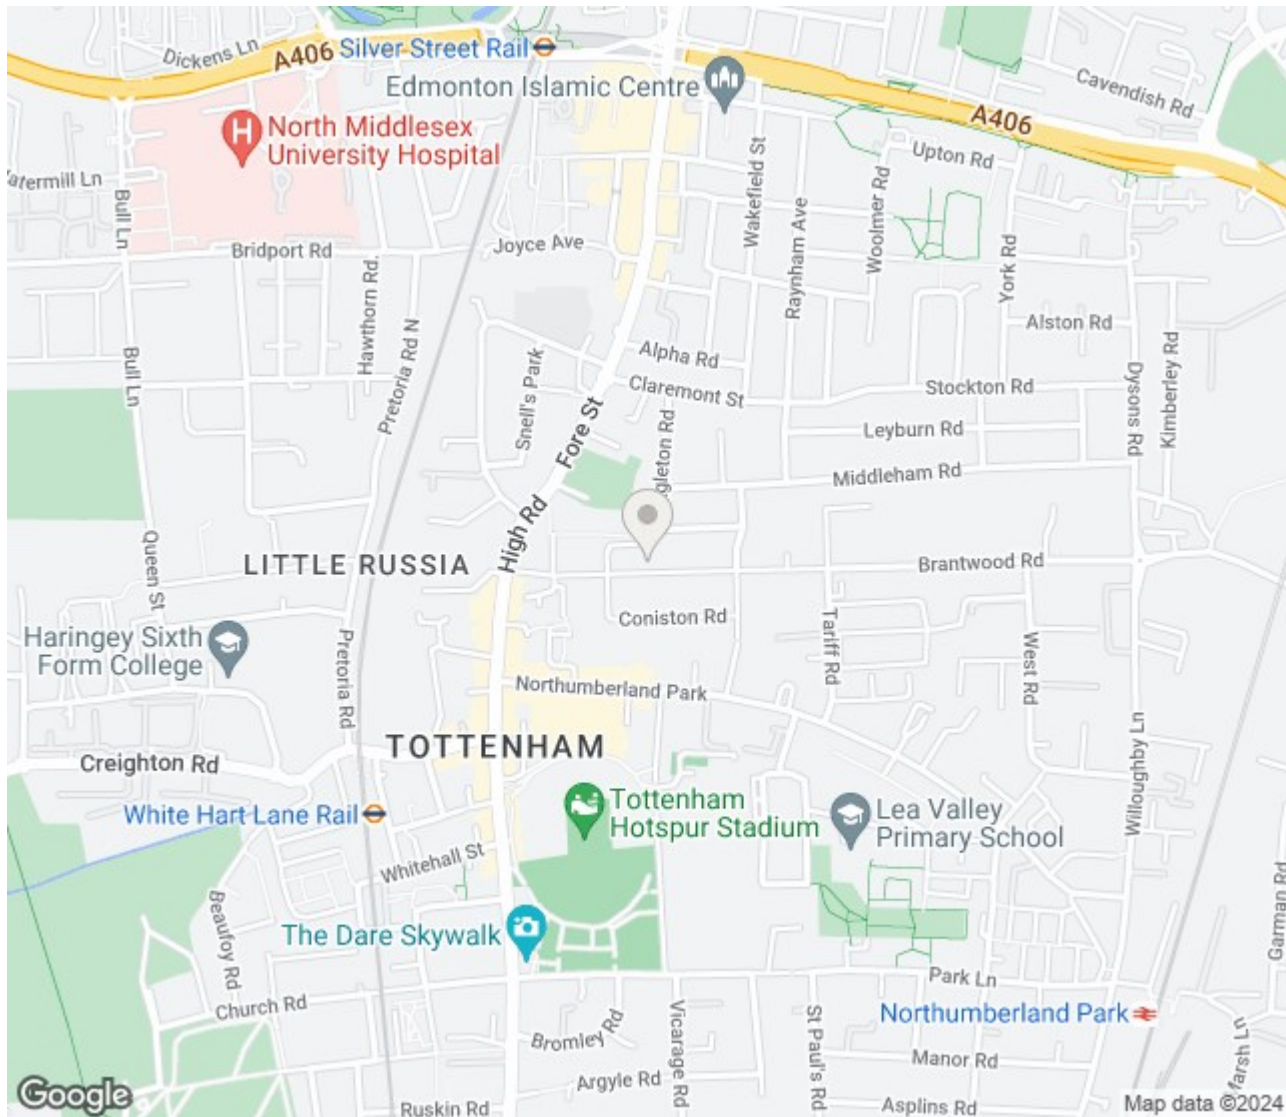 Dickens Ln
A406
Silver Street Rail
Edmonton Islamic Centre
Cavendish Rd
A406
North Middlesex
University Hospital
Upton Rd
Bull Ln
Wakefield St
Raynham Ave
Woolmer Rd
York Rd
Bridport Rd
Joyce Ave
Hawthorn Rd.
Pretoria Rd N
Alston Rd
Bull Ln
Snell's Park
Alpha Rd
Claremont St
Stockton Rd
Dysons Rd
Kimberley Rd
Fore St
Leyburn Rd
Middleham Rd
High Rd
Queen St
LITTLE RUSSIA
Brantwood Rd
Coniston Rd
Tariff Rd
West Rd
Haringey Sixth
Form College
Pretoria Rd
Northumberland Park
TOTTENHAM
Creighton Rd
Willoughby Ln
White Hart Lane Rail
Tottenham
Hotspur Stadium
Lea Valley
Primary School
Whitehall St
Beaufoy Rd
The Dare Skywalk
Garman Rd
Church Rd
Park Ln
Northumberland Park
Bromley Rd
Vicarage Rd
St Paul's Rd
Manor Rd
Marsh Ln
Argyle Rd
Ruskin Rd
Asplins Rd
Google
Map data ©2024